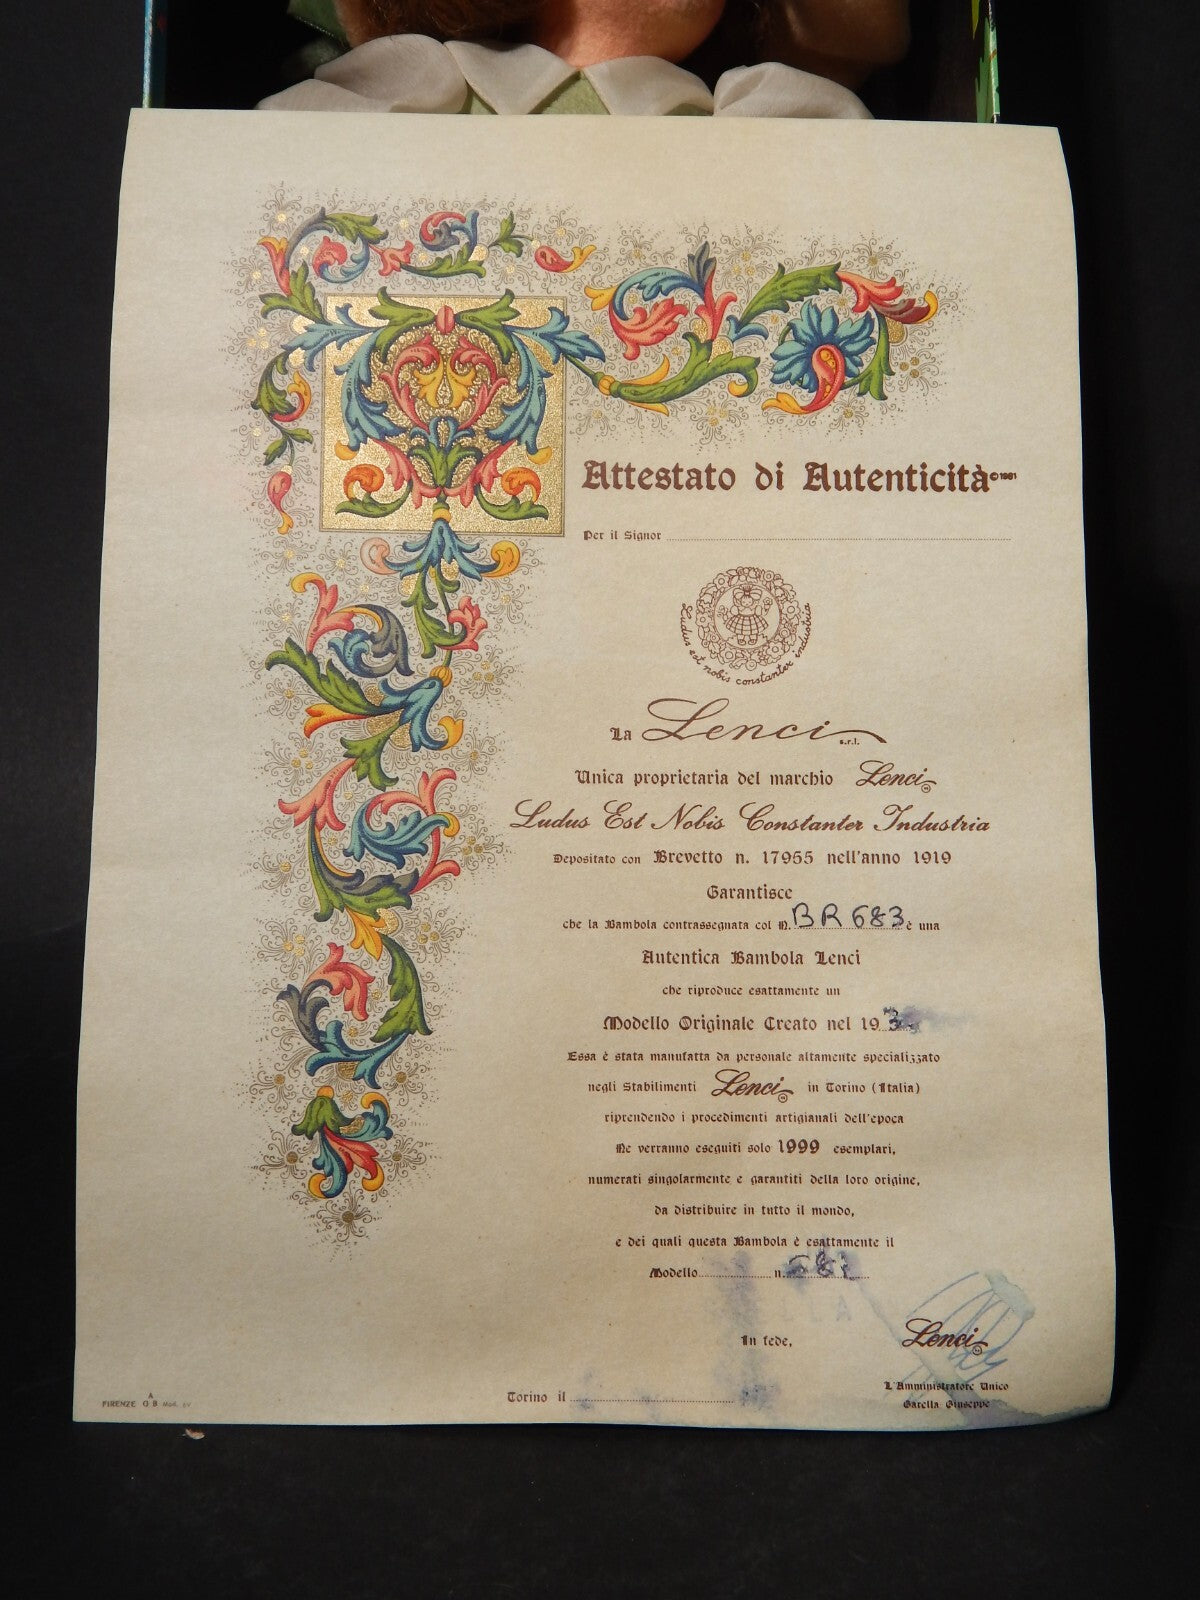 Attestato di Autenticità © 1981
Per il Signor
Ludus est nobis constanter industria
La Lenci s.r.l.
Unica proprietaria del marchio Lenci
Ludus Est Nobis Constanter Industria
Depositato con Brevetto n. 17955 nell'anno 1919
Garantisce
che la Bambola contrassegnata col N. BR 683 è una
Autentica Bambola Lenci
che riproduce esattamente un
Modello Originale Creato nel 193
Essa è stata manufatta da personale altamente specializzato
negli Stabilimenti Lenci in Torino (Italia)
riprendendo i procedimenti artigianali dell'epoca
Ne verranno eseguiti solo 1999 esemplari,
numerati singolarmente e garantiti della loro origine,
da distribuire in tutto il mondo,
e dei quali questa Bambola è esattamente il
Modello n.
In fede,
Lenci
L'Amministratore Unico
Garella Giuseppe
Torino il
FIRENZE
A
G B Mod.